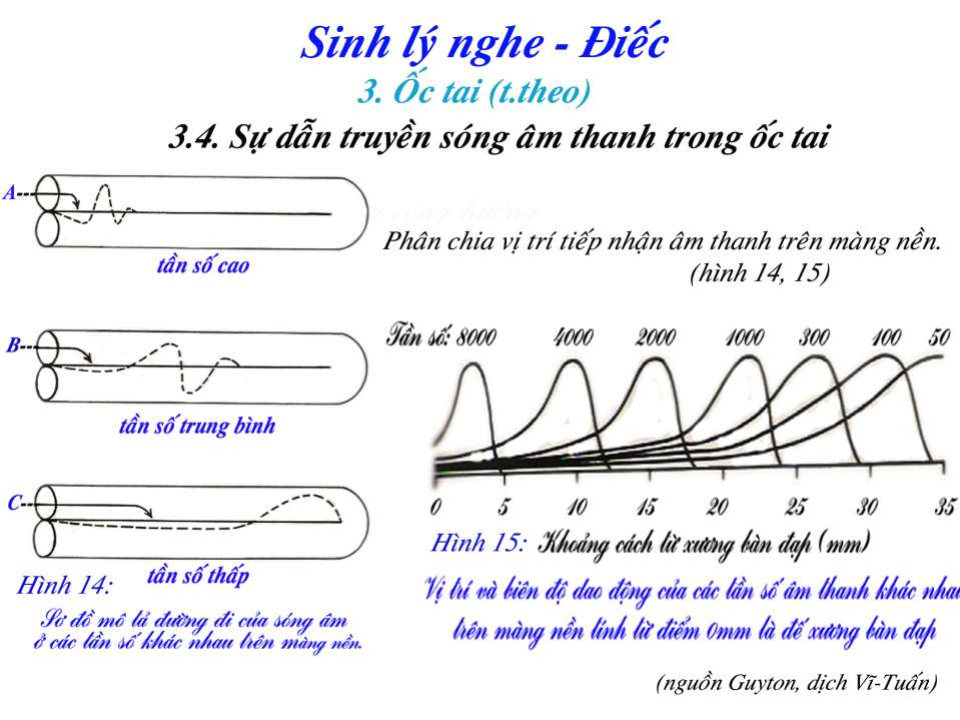 Sinh lý nghe - Điếc
3. Ốc tai (t.theo)
3.4. Sự dẫn truyền sóng âm thanh trong ốc tai
A
tần số cao
B
tần số trung bình
C
tần số thấp
Hình 14:
Sơ đồ mô tả đường đi của sóng âm
ở các tần số khác nhau trên màng nền.
Phân chia vị trí tiếp nhận âm thanh trên màng nền.
(hình 14, 15)
Tần số: 8000 4000 2000 1000 300 100 50
0 5 10 15 20 25 30 35
Hình 15: Khoảng cách từ xương bàn đạp (mm)
Vị trí và biên độ dao động của các tần số âm thanh khác nhau
trên màng nền tính từ điểm 0mm là đế xương bàn đạp
(nguồn Guyton, dịch Vĩ-Tuấn)